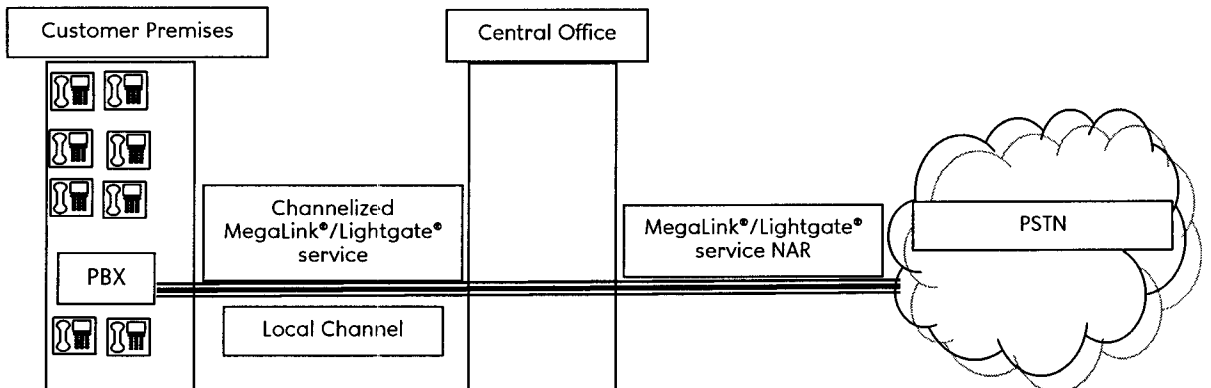 Customer Premises
Central Office
Channelized
MegaLink®/Lightgate®
service
MegaLink®/Lightgate®
service NAR
PSTN
PBX
Local Channel